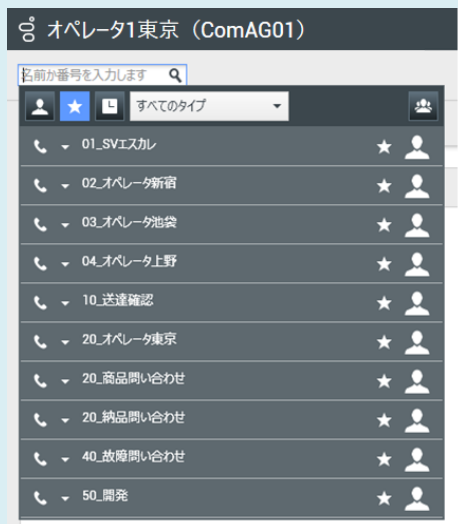 オペレータ1東京（ComAG01）
名前か番号を入力します
すべてのタイプ
01_SVエスカレ
02_オペレータ新宿
03_オペレータ池袋
04_オペレータ上野
10_送達確認
20_オペレータ東京
20_商品問い合わせ
20_納品問い合わせ
40_故障問い合わせ
50_開発